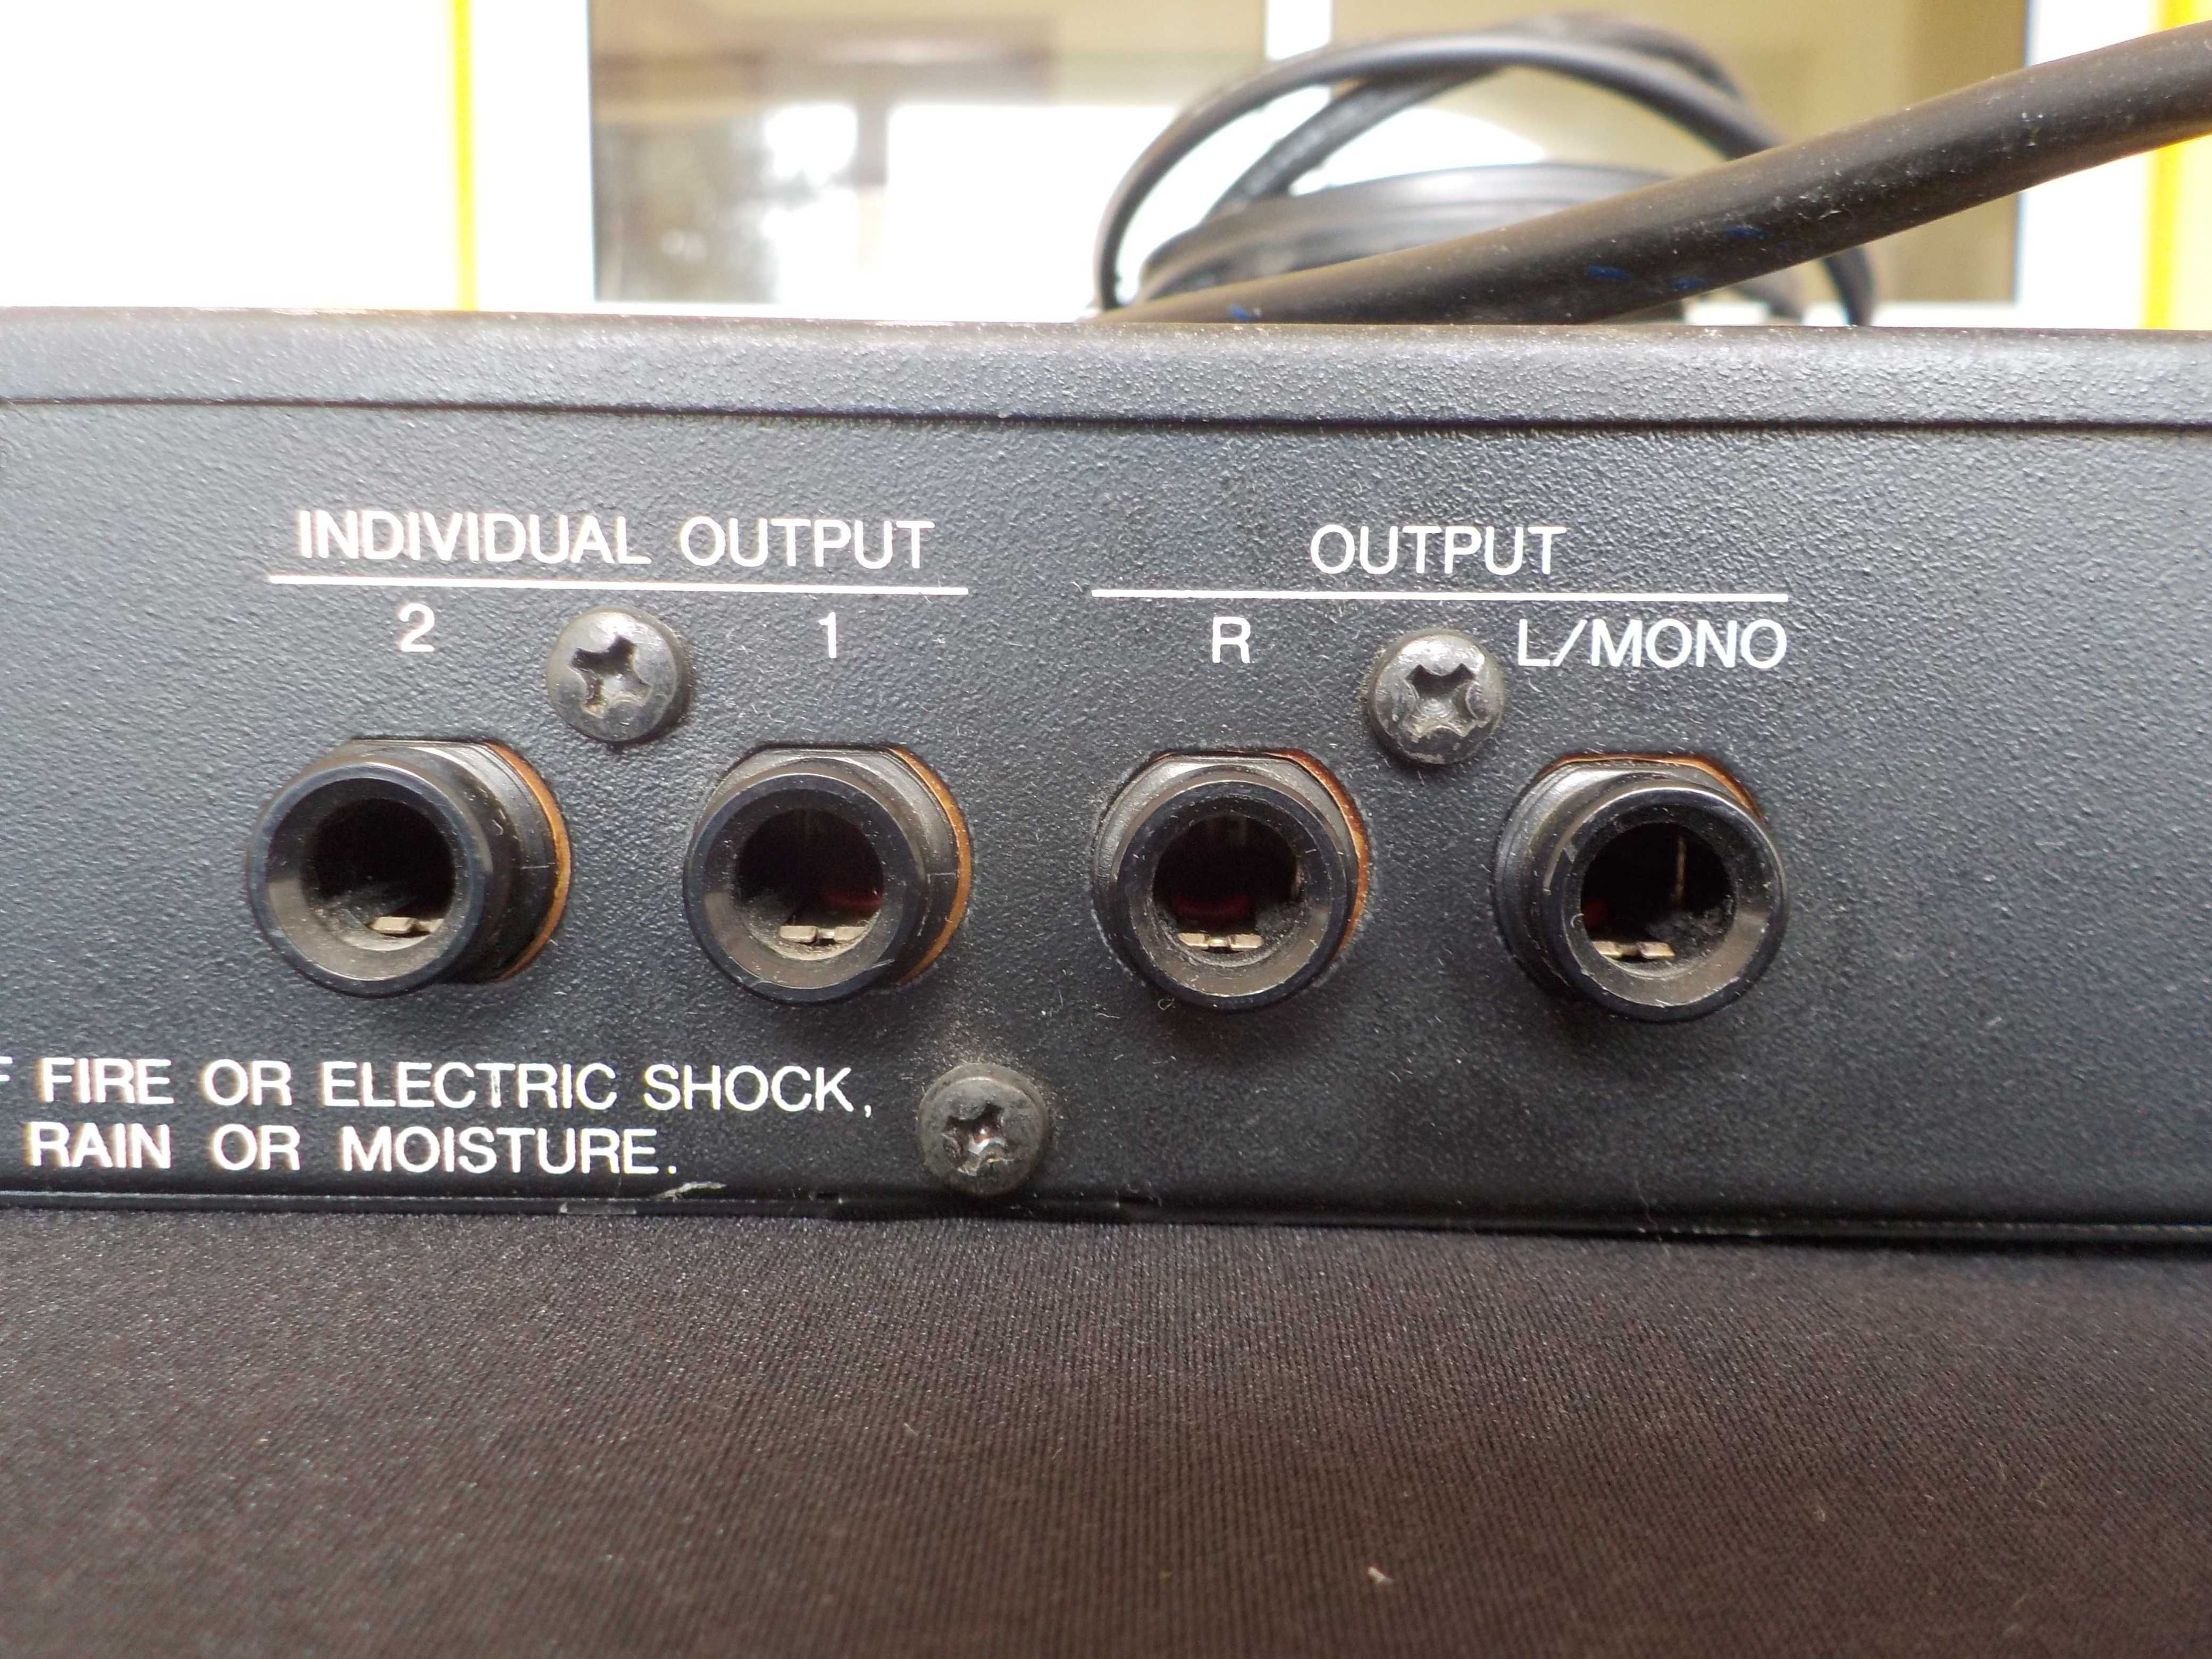 INDIVIDUAL OUTPUT
2 1
OUTPUT
R L/MONO
F FIRE OR ELECTRIC SHOCK,
RAIN OR MOISTURE.